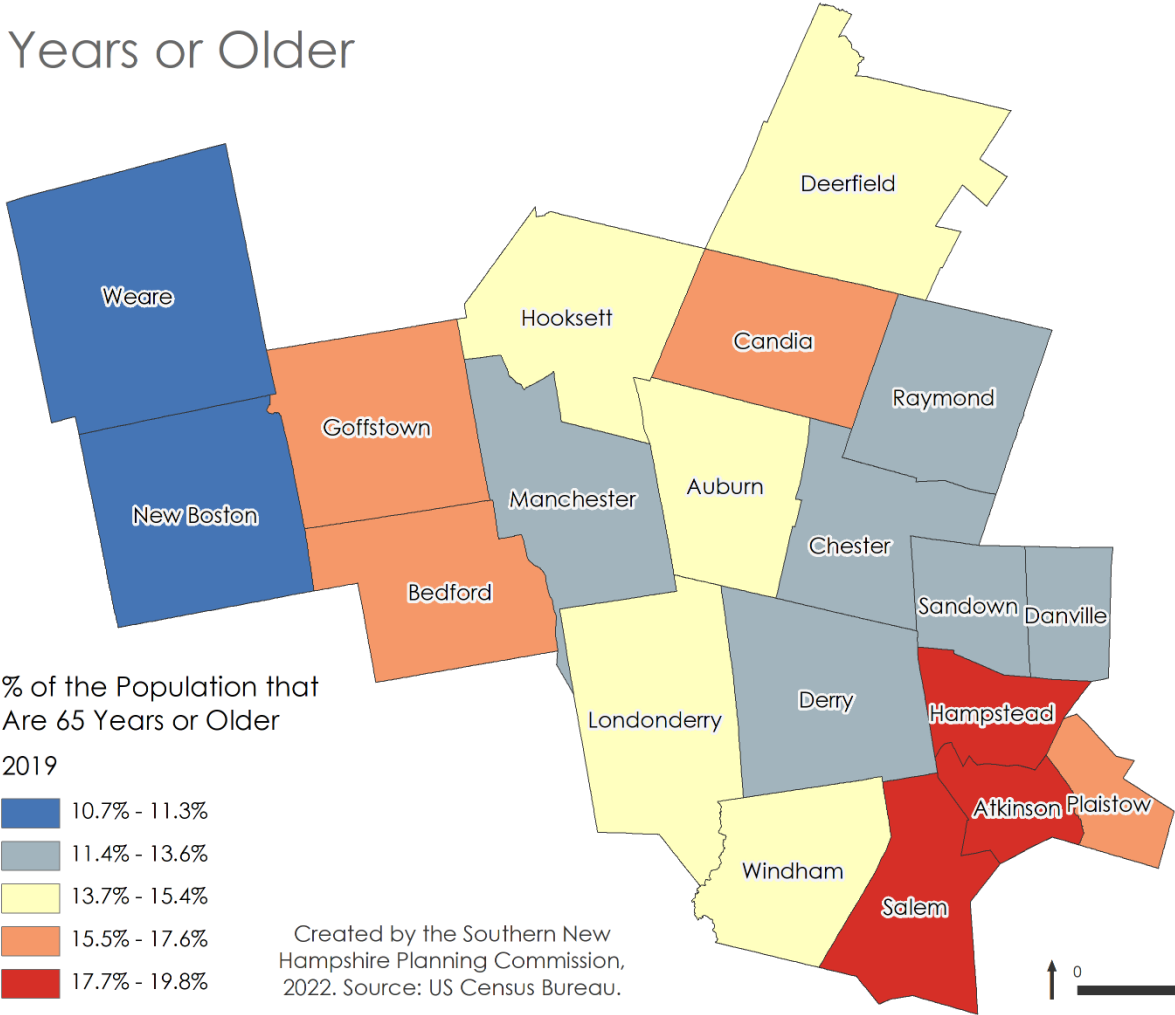 Years or Older
Deerfield
Weare
Hooksett
Candia
Raymond
Goffstown
Auburn
Manchester
New Boston
Chester
Bedford
Sandown
Danville
Derry
Hampstead
Londonderry
Atkinson
Plaistow
Windham
Salem
% of the Population that
Are 65 Years or Older
2019
10.7% - 11.3%
11.4% - 13.6%
13.7% - 15.4%
15.5% - 17.6%
17.7% - 19.8%
Created by the Southern New
Hampshire Planning Commission,
2022. Source: US Census Bureau.
0